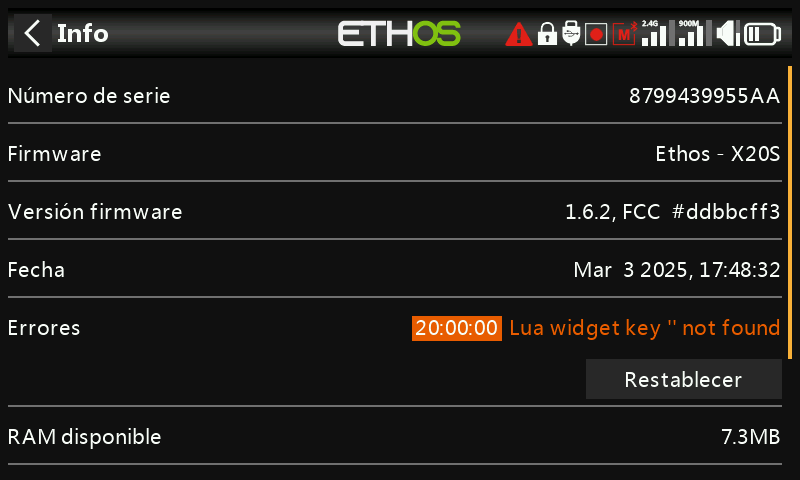 Info ETHOS 2.4G 900M
Número de serie 8799439955AA
Firmware Ethos - X20S
Versión firmware 1.6.2, FCC #ddbbcff3
Fecha Mar 3 2025, 17:48:32
Errores 20:00:00 Lua widget key '' not found
Restablecer
RAM disponible 7.3MB